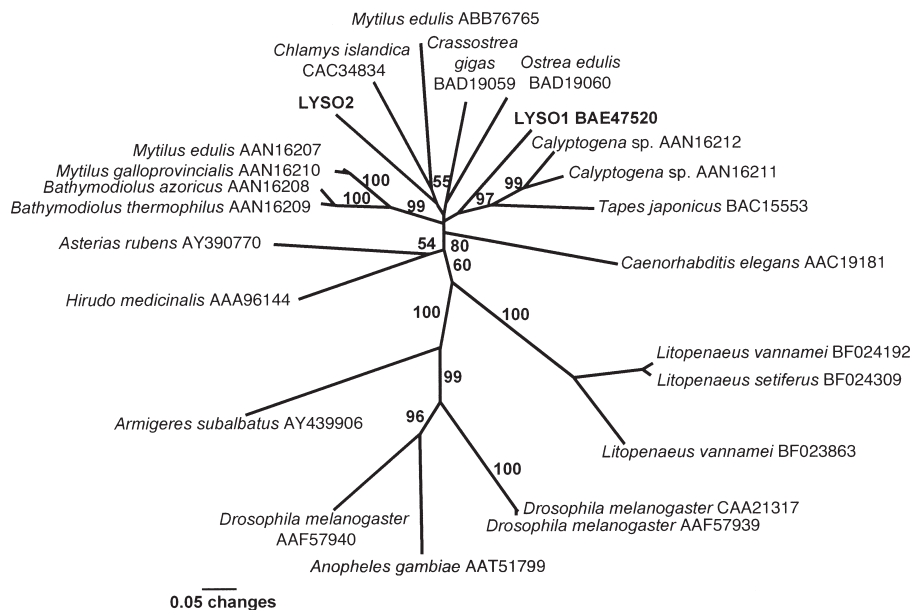 Mytilus edulis ABB76765
Chlamys islandica
CAC34834
Crassostrea
gigas
BAD19059
Ostrea edulis
BAD19060
LYSO2
LYSO1 BAE47520
Calyptogena sp. AAN16212
Calyptogena sp. AAN16211
Tapes japonicus BAC15553
Mytilus edulis AAN16207
Mytilus galloprovincialis AAN16210
Bathymodiolus azoricus AAN16208
Bathymodiolus thermophilus AAN16209
100
100
99
55
97
99
Asterias rubens AY390770
54
80
60
Caenorhabditis elegans AAC19181
Hirudo medicinalis AAA96144
100
100
Litopenaeus vannamei BF024192
Litopenaeus setiferus BF024309
99
Armigeres subalbatus AY439906
96
Litopenaeus vannamei BF023863
100
Drosophila melanogaster CAA21317
Drosophila melanogaster AAF57939
Drosophila melanogaster
AAF57940
Anopheles gambiae AAT51799
0.05 changes